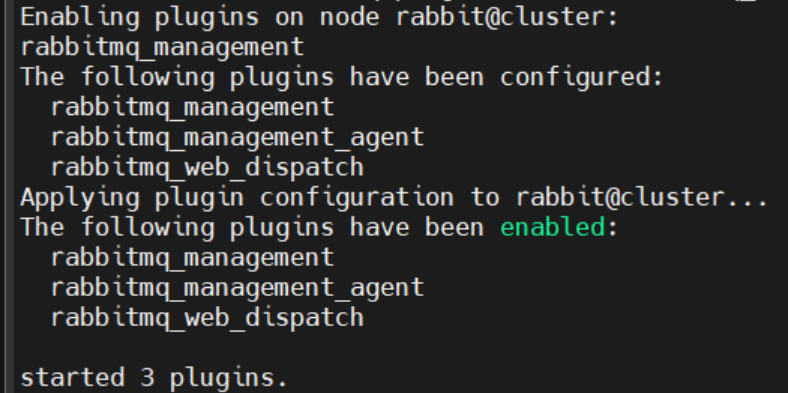 Enabling plugins on node rabbit@cluster:
rabbitmq_management
The following plugins have been configured:
rabbitmq_management
rabbitmq_management_agent
rabbitmq_web_dispatch
Applying plugin configuration to rabbit@cluster...
The following plugins have been enabled:
rabbitmq_management
rabbitmq_management_agent
rabbitmq_web_dispatch
started 3 plugins.